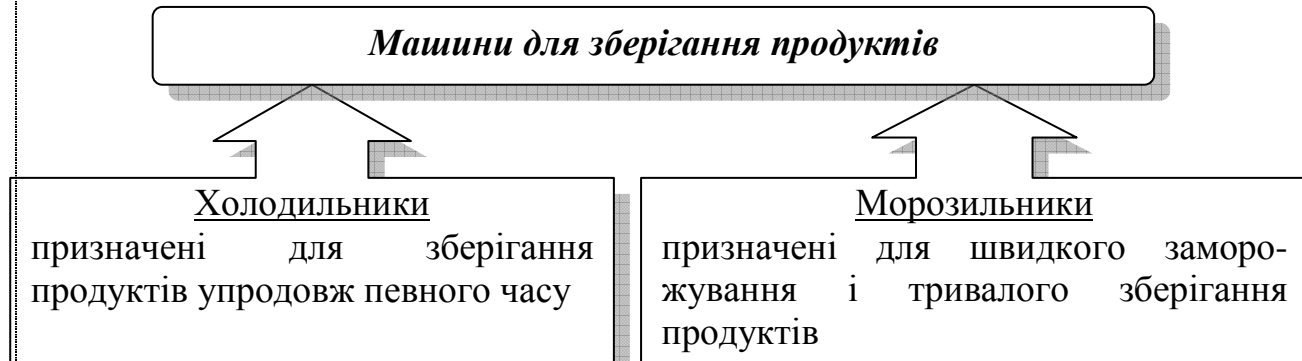 Машини для зберігання продуктів
Холодильники
призначені для зберігання
продуктів упродовж певного часу
Морозильники
призначені для швидкого заморо-
жування і тривалого зберігання
продуктів